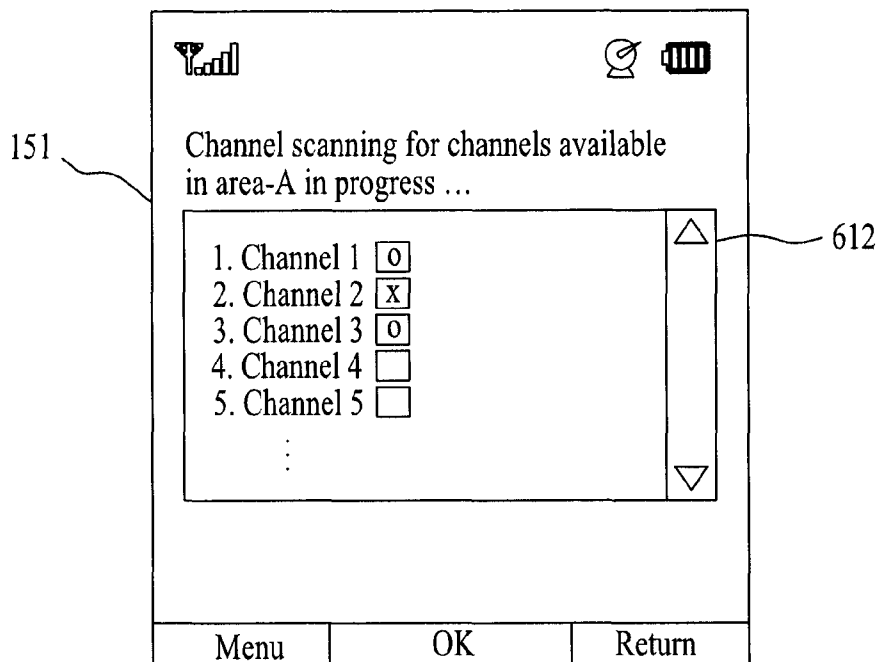 151
Channel scanning for channels available
in area-A in progress ...
612
1. Channel 1 o
2. Channel 2 x
3. Channel 3 o
4. Channel 4
5. Channel 5
⋮
Menu OK Return